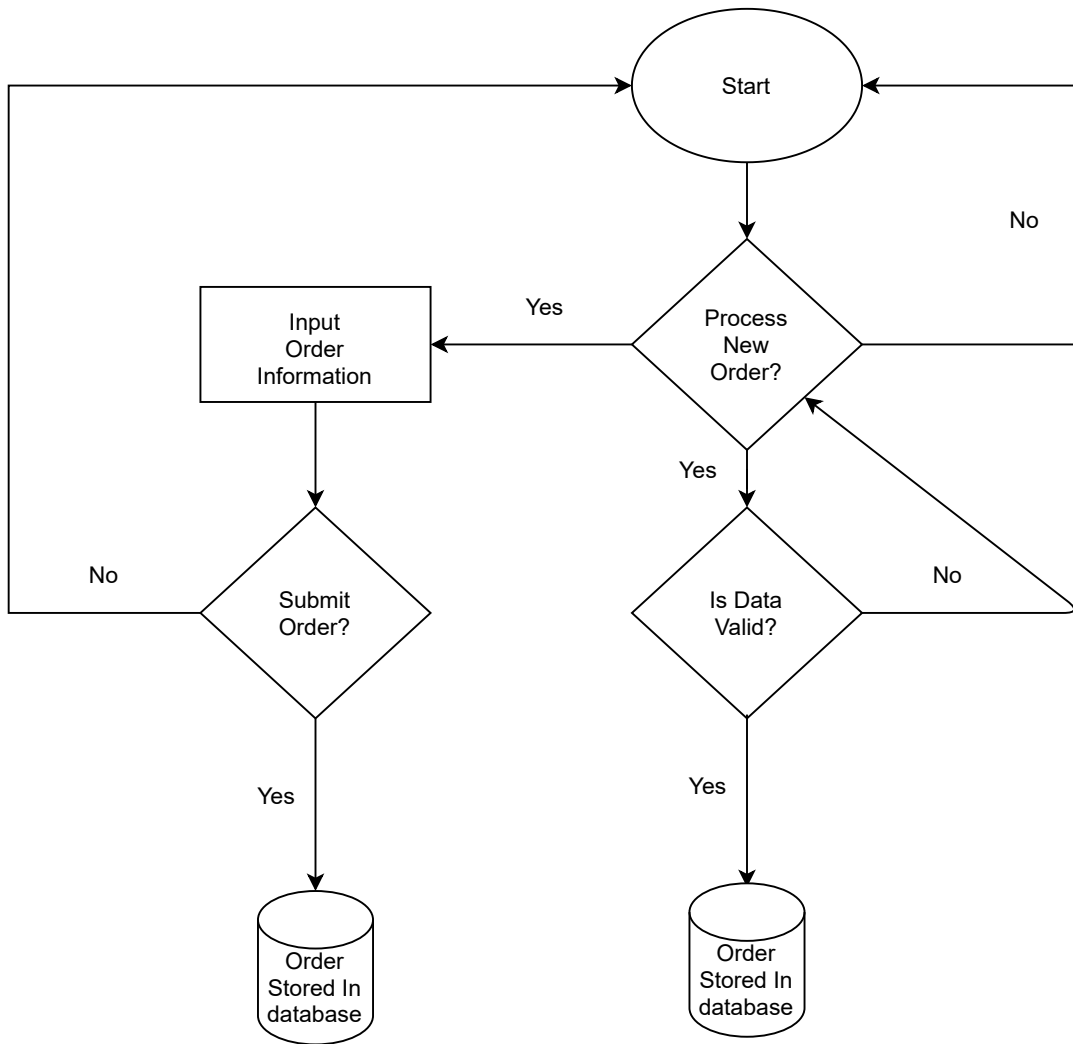 Start
No
Process
New
Order?
Yes
Input
Order
Information
Yes
No
Submit
Order?
Is Data
Valid?
No
Yes
Yes
Order
Stored In
database
Order
Stored In
database